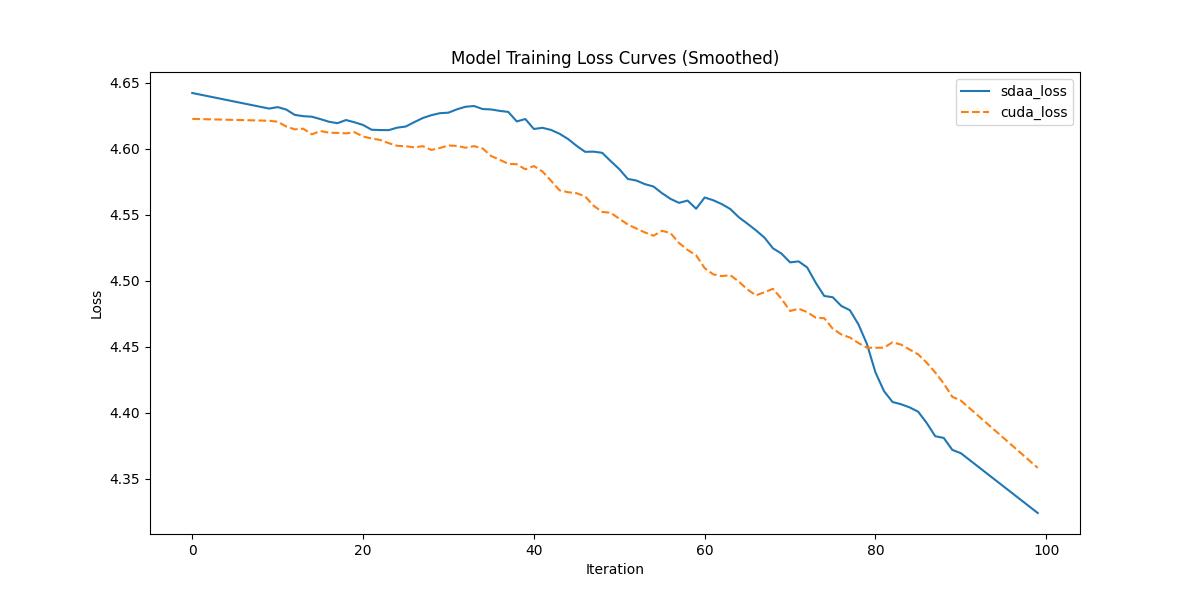 Model Training Loss Curves (Smoothed)
sdaa_loss
cuda_loss
Loss
4.65
4.60
4.55
4.50
4.45
4.40
4.35
0 20 40 60 80 100
Iteration